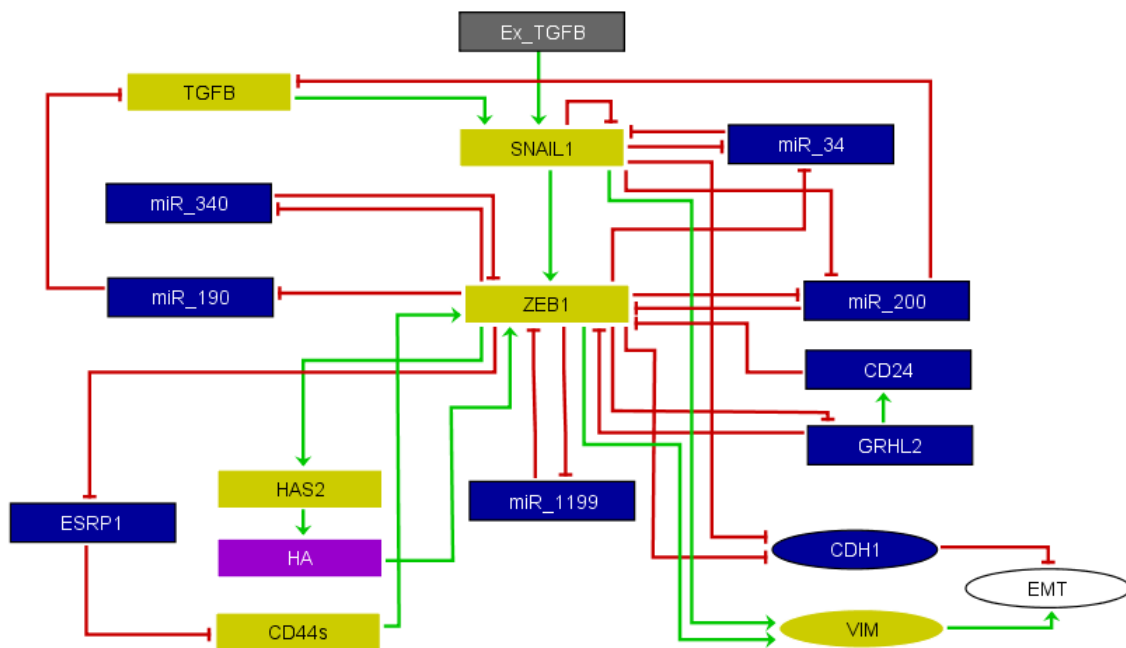 Ex_TGFB
TGFB
SNAIL1
miR_34
miR_340
miR_190
ZEB1
miR_200
CD24
GRHL2
HAS2
miR_1199
ESRP1
HA
CDH1
EMT
CD44s
VIM